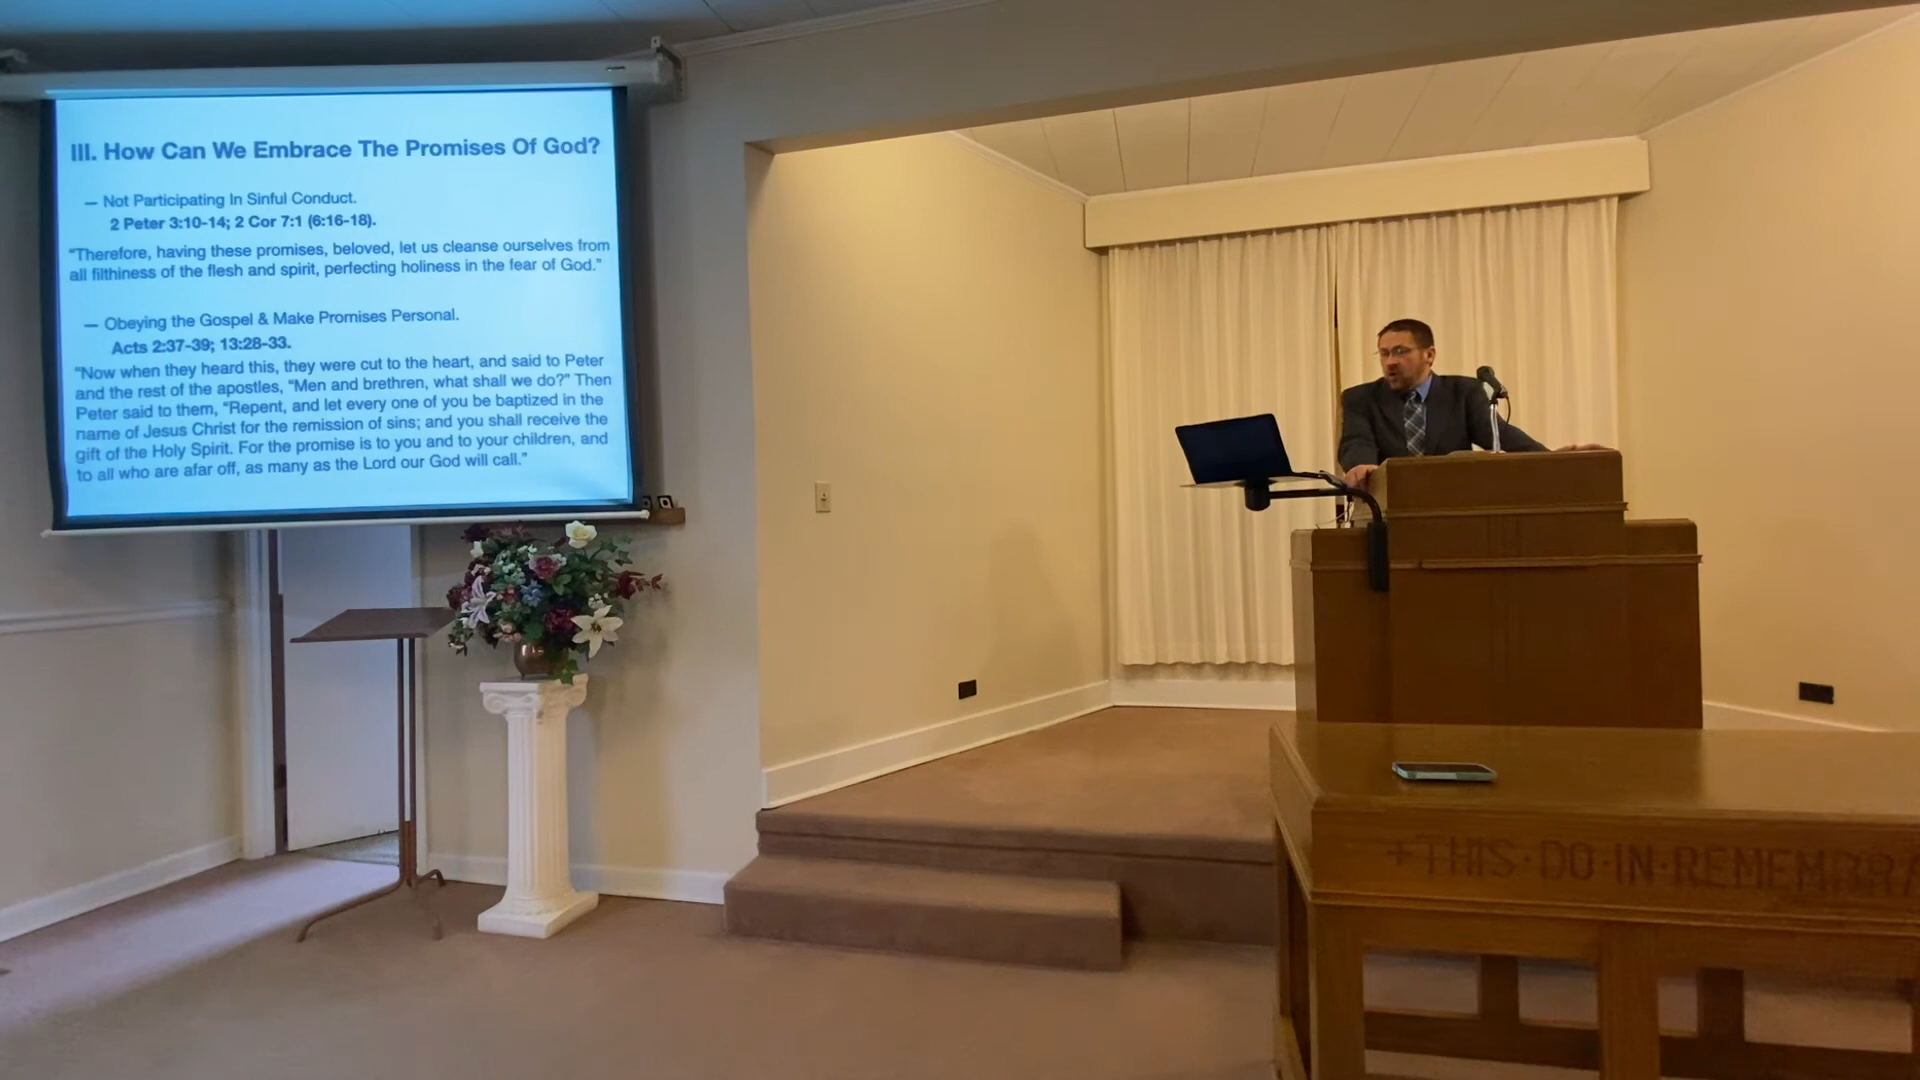 III. How Can We Embrace The Promises Of God?
— Not Participating In Sinful Conduct.
2 Peter 3:10-14; 2 Cor 7:1 (6:16-18).
“Therefore, having these promises, beloved, let us cleanse ourselves from
all filthiness of the flesh and spirit, perfecting holiness in the fear of God.”
— Obeying the Gospel & Make Promises Personal.
Acts 2:37-39; 13:28-33.
“Now when they heard this, they were cut to the heart, and said to Peter
and the rest of the apostles, “Men and brethren, what shall we do?” Then
Peter said to them, “Repent, and let every one of you be baptized in the
name of Jesus Christ for the remission of sins; and you shall receive the
gift of the Holy Spirit. For the promise is to you and to your children, and
to all who are afar off, as many as the Lord our God will call.”
+THIS·DO·IN·REMEMBRA